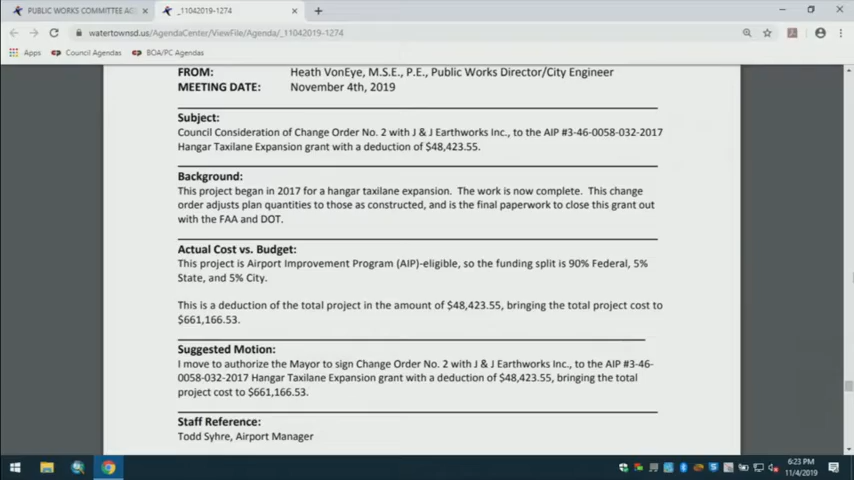 PUBLIC WORKS COMMITTEE AG
_11042019-1274
watertownsd.us/AgendaCenter/ViewFile/Agenda/_11042019-1274
Apps Council Agendas BOA/PC Agendas
FROM: Heath VonEye, M.S.E., P.E., Public Works Director/City Engineer
MEETING DATE: November 4th, 2019
Subject:
Council Consideration of Change Order No. 2 with J & J Earthworks Inc., to the AIP #3-46-0058-032-2017
Hangar Taxilane Expansion grant with a deduction of $48,423.55.
Background:
This project began in 2017 for a hangar taxilane expansion. The work is now complete. This change
order adjusts plan quantities to those as constructed, and is the final paperwork to close this grant out
with the FAA and DOT.
Actual Cost vs. Budget:
This project is Airport Improvement Program (AIP)-eligible, so the funding split is 90% Federal, 5%
State, and 5% City.
This is a deduction of the total project in the amount of $48,423.55, bringing the total project cost to
$661,166.53.
Suggested Motion:
I move to authorize the Mayor to sign Change Order No. 2 with J & J Earthworks Inc., to the AIP #3-46-
0058-032-2017 Hangar Taxilane Expansion grant with a deduction of $48,423.55, bringing the total
project cost to $661,166.53.
Staff Reference:
Todd Syhre, Airport Manager
6:23 PM
11/4/2019